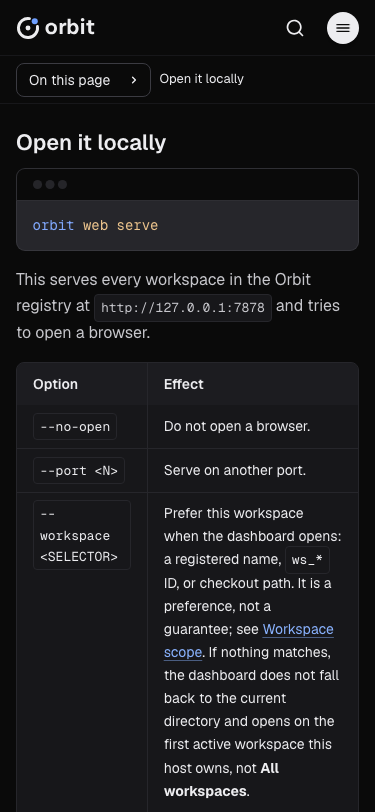 orbit
On this page
Open it locally
Open it locally
orbit web serve
This serves every workspace in the Orbit
registry at http://127.0.0.1:7878 and tries
to open a browser.
Option Effect
--no-open Do not open a browser.
--port <N> Serve on another port.
--
workspace
<SELECTOR>
Prefer this workspace
when the dashboard opens:
a registered name, ws_*
ID, or checkout path. It is a
preference, not a
guarantee; see Workspace
scope. If nothing matches,
the dashboard does not fall
back to the current
directory and opens on the
first active workspace this
host owns, not All
workspaces.